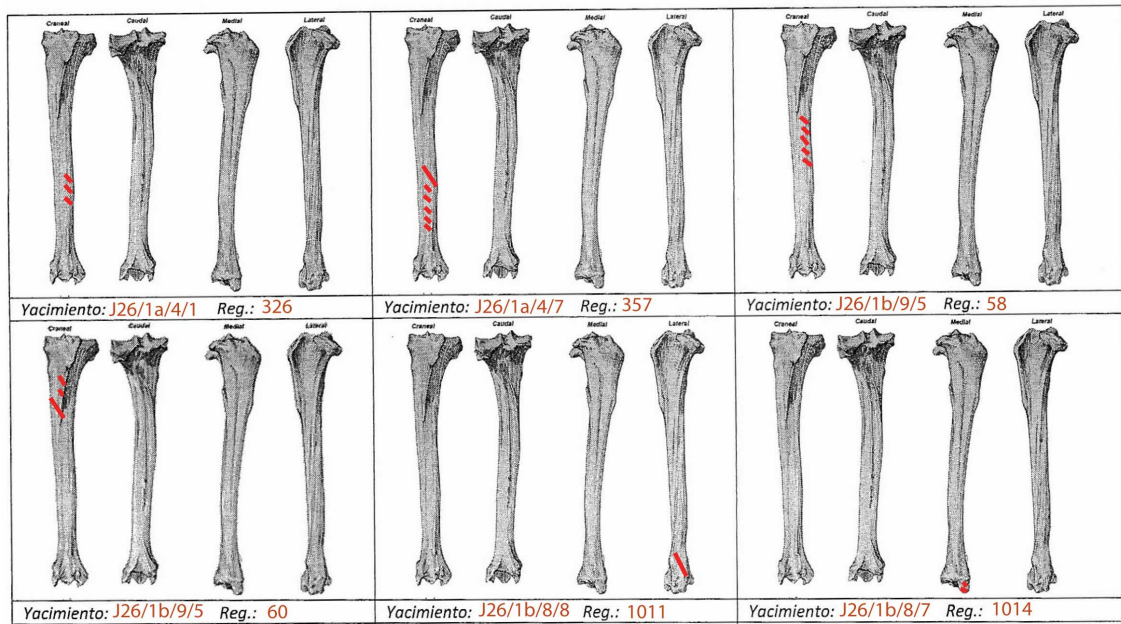 Craneal Caudal Medial Lateral
Craneal Caudal Medial Lateral
Craneal Caudal Medial Lateral
Yacimiento: J26/1a/4/1 Reg.: 326
Yacimiento: J26/1a/4/7 Reg.: 357
Yacimiento: J26/1b/9/5 Reg.: 58
Craneal Caudal Medial Lateral
Craneal Caudal Medial Lateral
Craneal Caudal Medial Lateral
Yacimiento: J26/1b/9/5 Reg.: 60
Yacimiento: J26/1b/8/8 Reg.: 1011
Yacimiento: J26/1b/8/7 Reg.: 1014